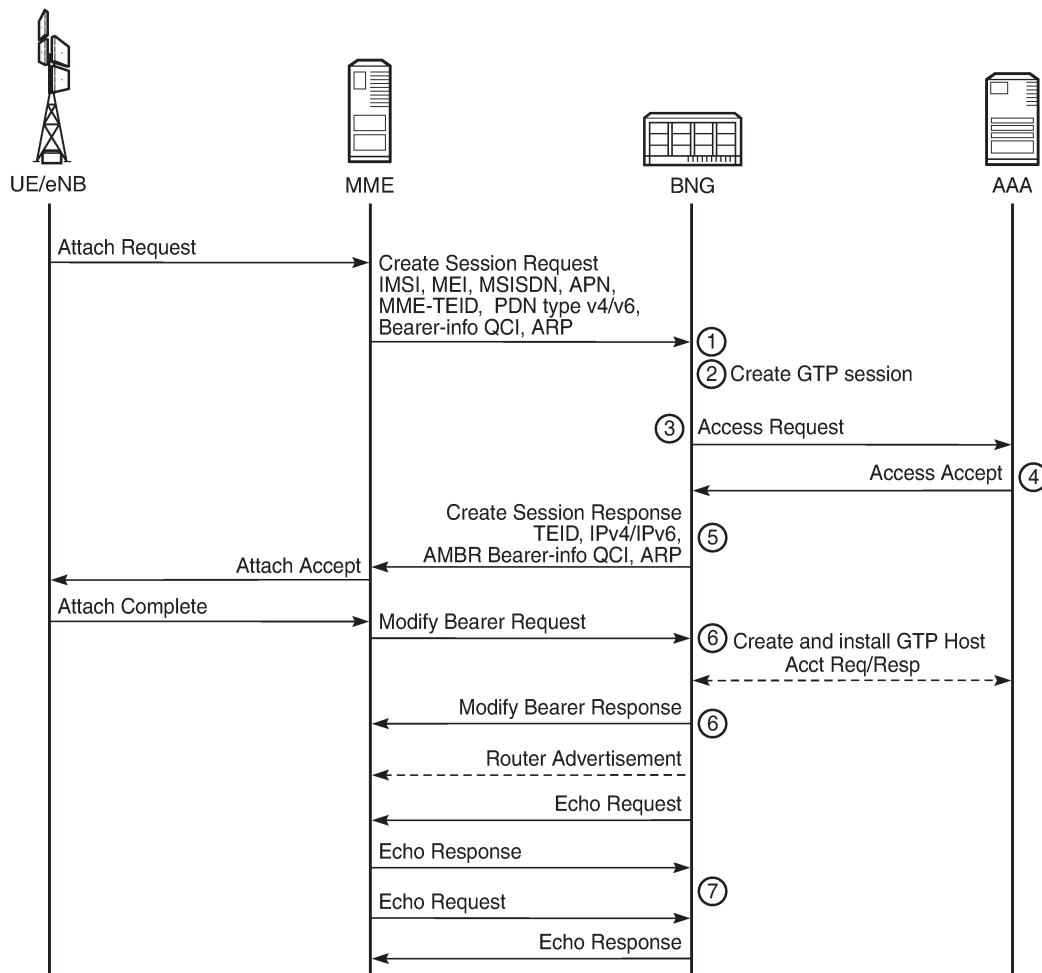 UE/eNB
MME
BNG
AAA
Attach Request
Create Session Request
IMSI, MEI, MSISDN, APN,
MME-TEID, PDN type v4/v6,
Bearer-info QCI, ARP
1
2 Create GTP session
3 Access Request
Access Accept 4
Create Session Response
TEID, IPv4/IPv6,
AMBR Bearer-info QCI, ARP
5
Attach Accept
Attach Complete
Modify Bearer Request
6 Create and install GTP Host
Acct Req/Resp
Modify Bearer Response 6
Router Advertisement
Echo Request
Echo Response
7
Echo Request
Echo Response